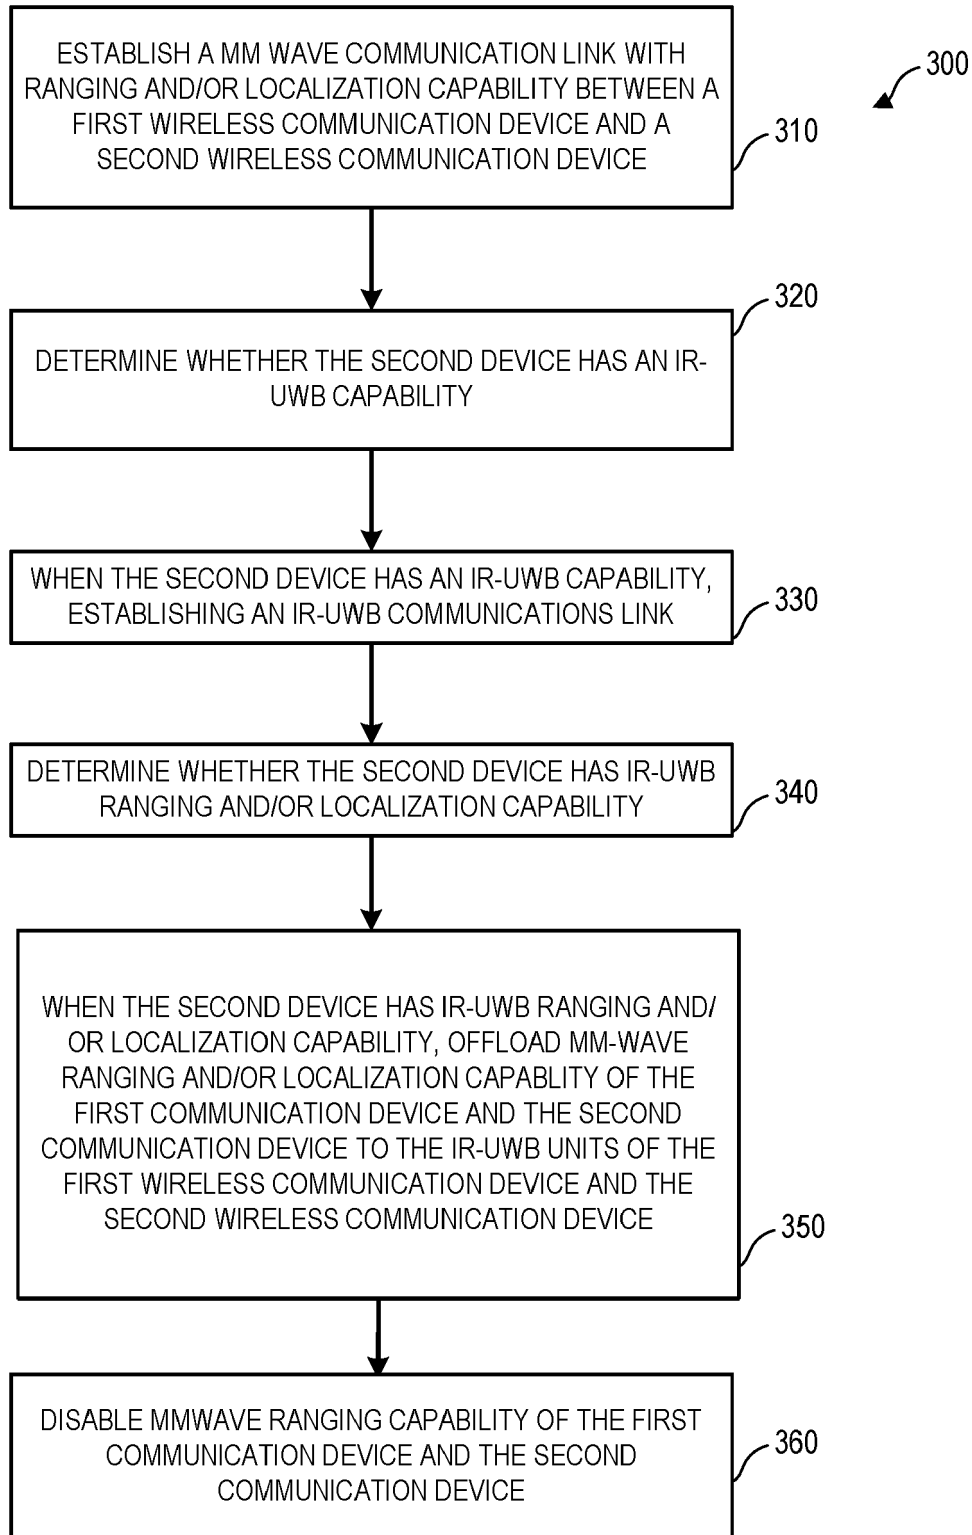 ESTABLISH A MM WAVE COMMUNICATION LINK WITH
RANGING AND/OR LOCALIZATION CAPABILITY BETWEEN A
FIRST WIRELESS COMMUNICATION DEVICE AND A
SECOND WIRELESS COMMUNICATION DEVICE
300
310
320
DETERMINE WHETHER THE SECOND DEVICE HAS AN IR-
UWB CAPABILITY
WHEN THE SECOND DEVICE HAS AN IR-UWB CAPABILITY,
ESTABLISHING AN IR-UWB COMMUNICATIONS LINK
330
DETERMINE WHETHER THE SECOND DEVICE HAS IR-UWB
RANGING AND/OR LOCALIZATION CAPABILITY
340
WHEN THE SECOND DEVICE HAS IR-UWB RANGING AND/
OR LOCALIZATION CAPABILITY, OFFLOAD MM-WAVE
RANGING AND/OR LOCALIZATION CAPABLITY OF THE
FIRST COMMUNICATION DEVICE AND THE SECOND
COMMUNICATION DEVICE TO THE IR-UWB UNITS OF THE
FIRST WIRELESS COMMUNICATION DEVICE AND THE
SECOND WIRELESS COMMUNICATION DEVICE
350
DISABLE MMWAVE RANGING CAPABILITY OF THE FIRST
COMMUNICATION DEVICE AND THE SECOND
COMMUNICATION DEVICE
360